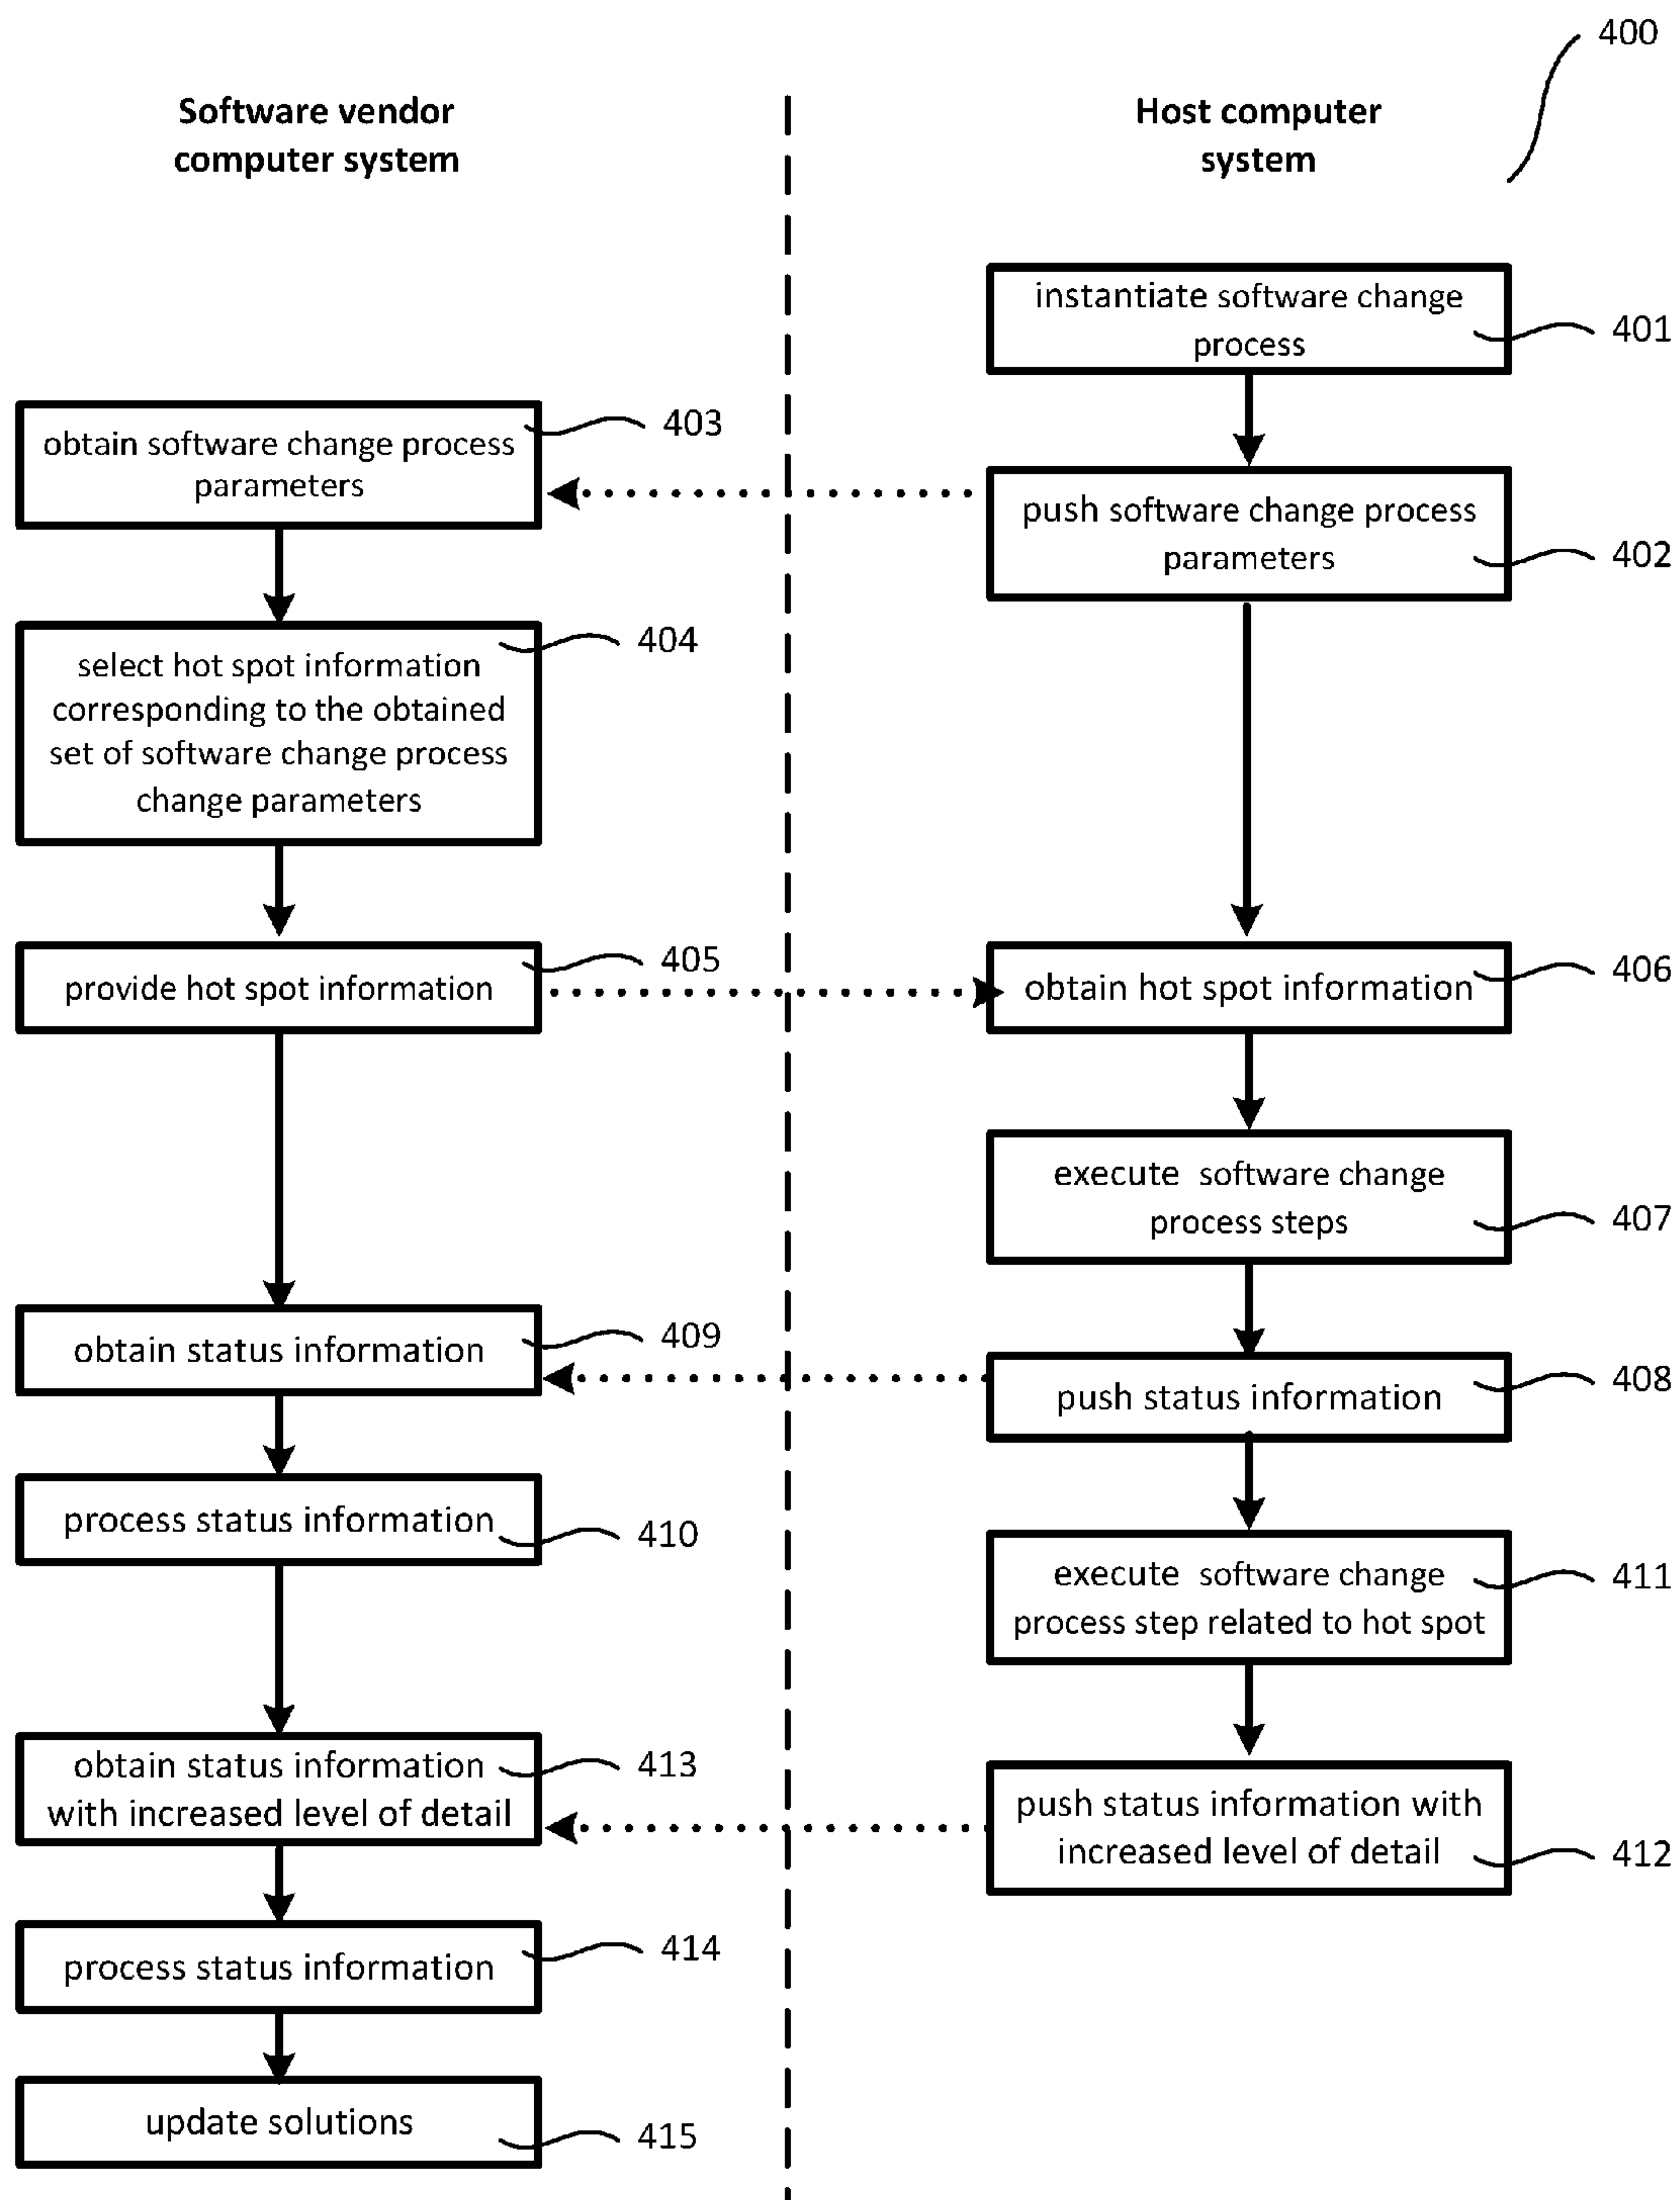 400
Software vendor
computer system
Host computer
system
instantiate software change
process
401
obtain software change process
parameters
403
push software change process
parameters
402
select hot spot information
corresponding to the obtained
set of software change process
change parameters
404
provide hot spot information
405
obtain hot spot information
406
execute software change
process steps
407
obtain status information
409
push status information
408
process status information
410
execute software change
process step related to hot spot
411
obtain status information
with increased level of detail
413
push status information with
increased level of detail
412
process status information
414
update solutions
415